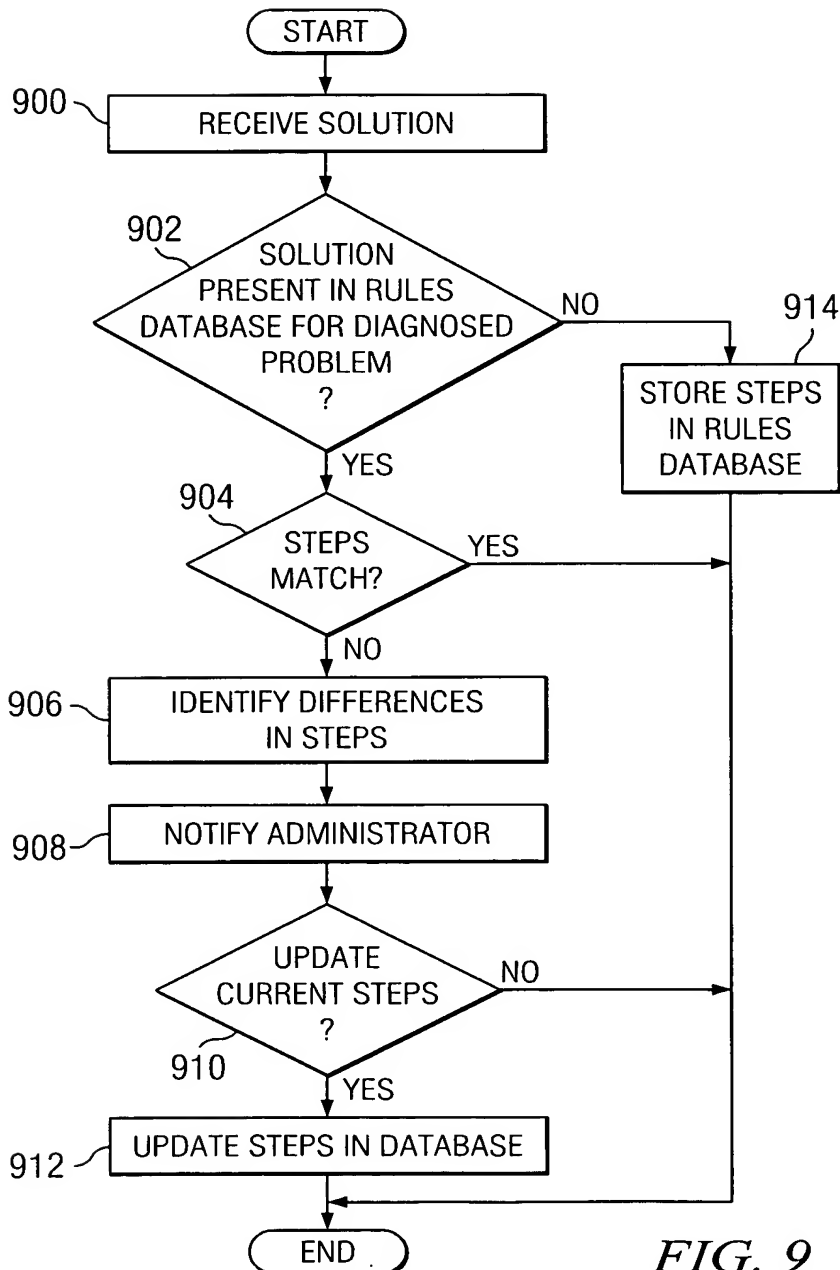 START
900
RECEIVE SOLUTION
902
SOLUTION
PRESENT IN RULES
DATABASE FOR DIAGNOSED
PROBLEM
?
NO
914
STORE STEPS
IN RULES
DATABASE
YES
904
STEPS
MATCH?
YES
NO
906
IDENTIFY DIFFERENCES
IN STEPS
908
NOTIFY ADMINISTRATOR
UPDATE
CURRENT STEPS
?
NO
910
YES
912
UPDATE STEPS IN DATABASE
END
FIG. 9